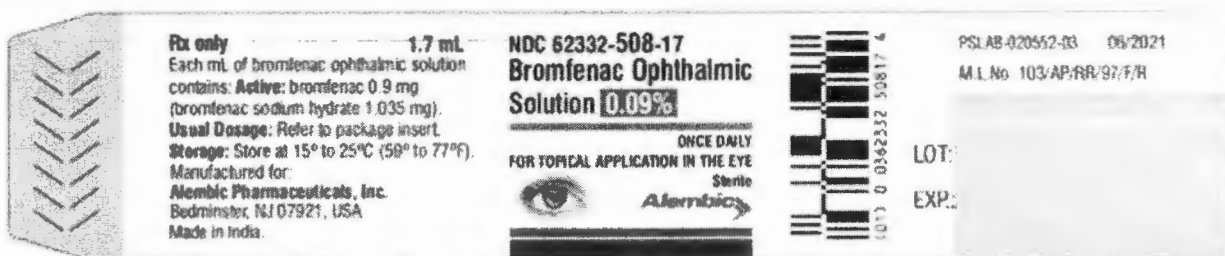 Rx only 1.7 mL
Each mL of bromfenac ophthalmic solution
contains: Active: bromfenac 0.9 mg
(bromfenac sodium hydrate 1.035 mg).
Usual Dosage: Refer to package insert.
Storage: Store at 15° to 25°C (59° to 77°F).
Manufactured for:
Alembic Pharmaceuticals, Inc.
Bedminster, NJ 07921, USA
Made in India.
NDC 62332-508-17
Bromfenac Ophthalmic
Solution 0.09%
ONCE DAILY
FOR TOPICAL APPLICATION IN THE EYE
Sterile
Alembic
0 0362332 50817 4
PSLAB-020552-03 06/2021
M.L.No. 103/AP/RR/97/F/R
LOT:
EXP.: